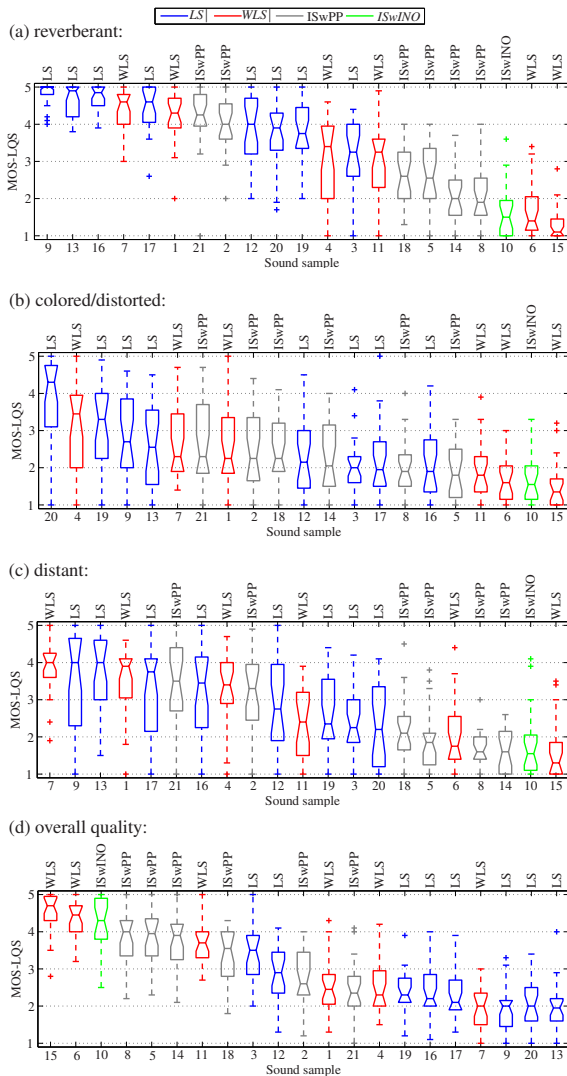 LS| WLS| ISwPP ISwINO
(a) reverberant:
LS LS LS WLS LS WLS ISwPP ISwPP LS LS LS WLS LS WLS ISwPP ISwPP ISwPP ISwPP ISwINO WLS WLS
MOS-LQS
5
4
3
2
1
9 13 16 7 17 1 21 2 12 20 19 4 3 11 18 5 14 8 10 6 15
Sound sample
(b) colored/distorted:
LS WLS LS LS LS WLS ISwPP WLS ISwPP ISwPP LS ISwPP LS LS ISwPP LS ISwPP WLS WLS ISwINO WLS
MOS-LQS
5
4
3
2
1
20 4 19 9 13 7 21 1 2 18 12 14 3 17 8 16 5 11 6 10 15
Sound sample
(c) distant:
WLS LS LS WLS LS ISwPP LS WLS ISwPP LS WLS LS LS LS ISwPP ISwPP WLS ISwPP ISwPP ISwINO WLS
MOS-LQS
5
4
3
2
1
7 9 13 1 17 21 16 4 2 12 11 19 3 20 18 5 6 8 14 10 15
Sound sample
(d) overall quality:
WLS WLS ISwINO ISwPP ISwPP ISwPP WLS ISwPP LS LS ISwPP WLS ISwPP WLS LS LS LS WLS LS LS LS
MOS-LQS
5
4
3
2
1
15 6 10 8 5 14 11 18 3 12 2 1 21 4 19 16 17 7 9 20 13
Sound sample